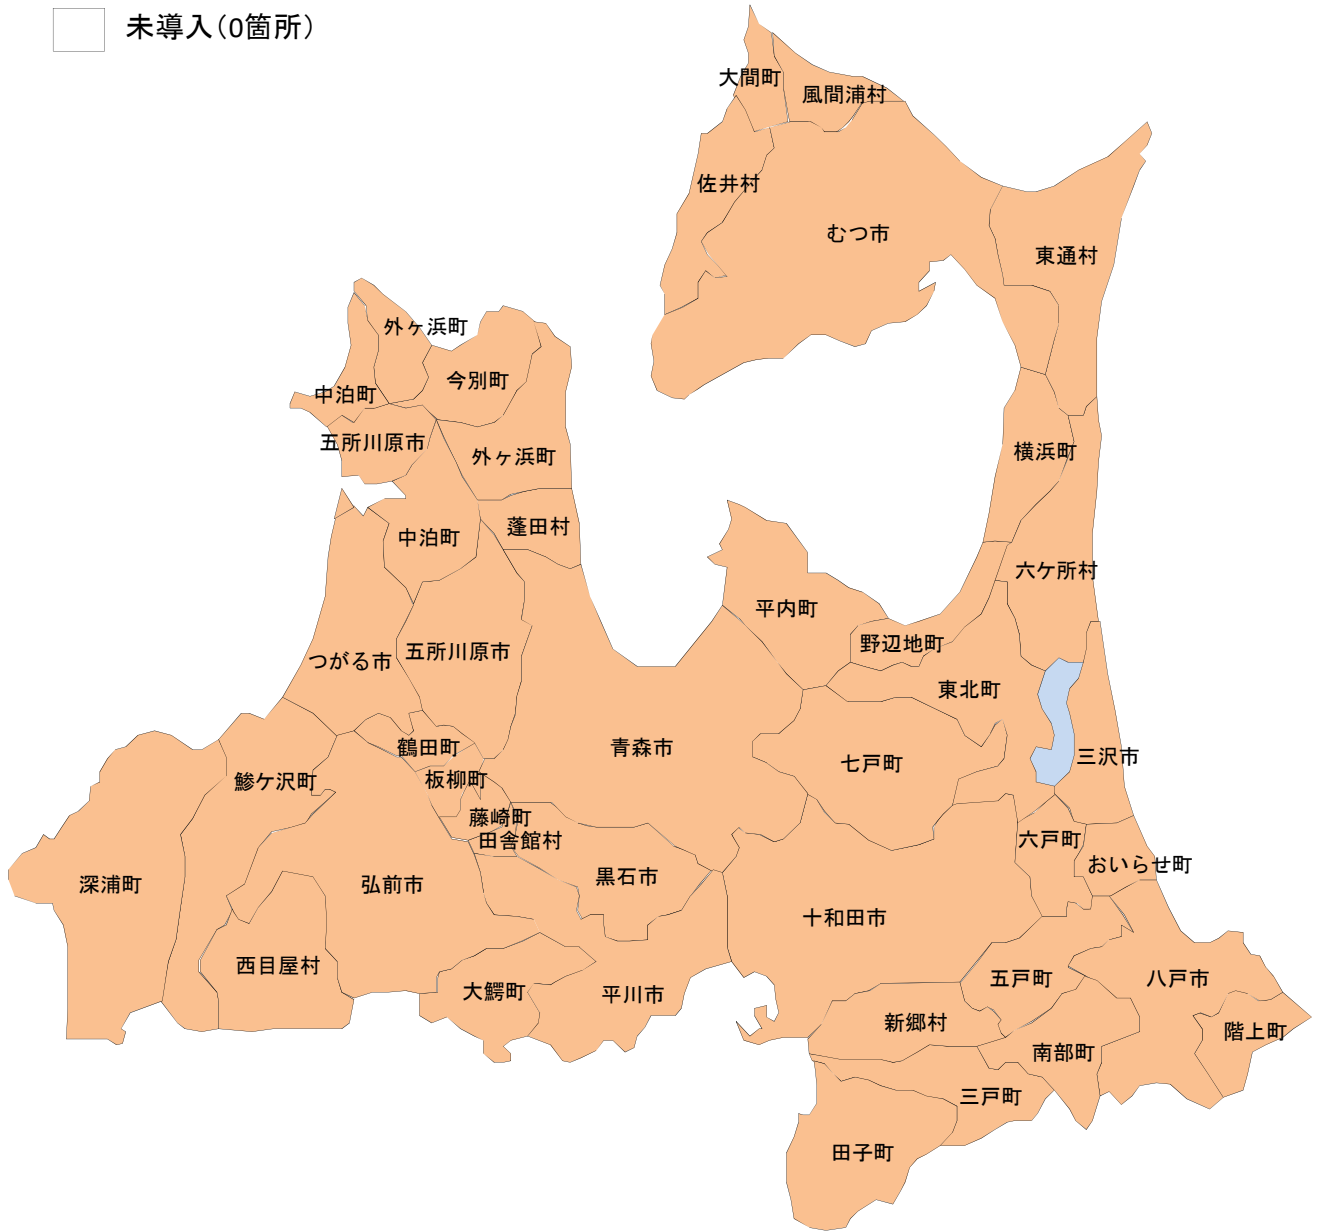 未導入(0箇所)
大間町
風間浦村
佐井村
むつ市
東通村
外ヶ浜町
今別町
中泊町
五所川原市
外ヶ浜町
横浜町
蓬田村
中泊町
六ケ所村
平内町
野辺地町
つがる市
五所川原市
東北町
鶴田町
青森市
三沢市
七戸町
鰺ケ沢町
板柳町
藤崎町
田舎館村
六戸町
おいらせ町
深浦町
弘前市
黒石市
十和田市
西目屋村
大鰐町
平川市
五戸町
八戸市
新郷村
階上町
南部町
三戸町
田子町